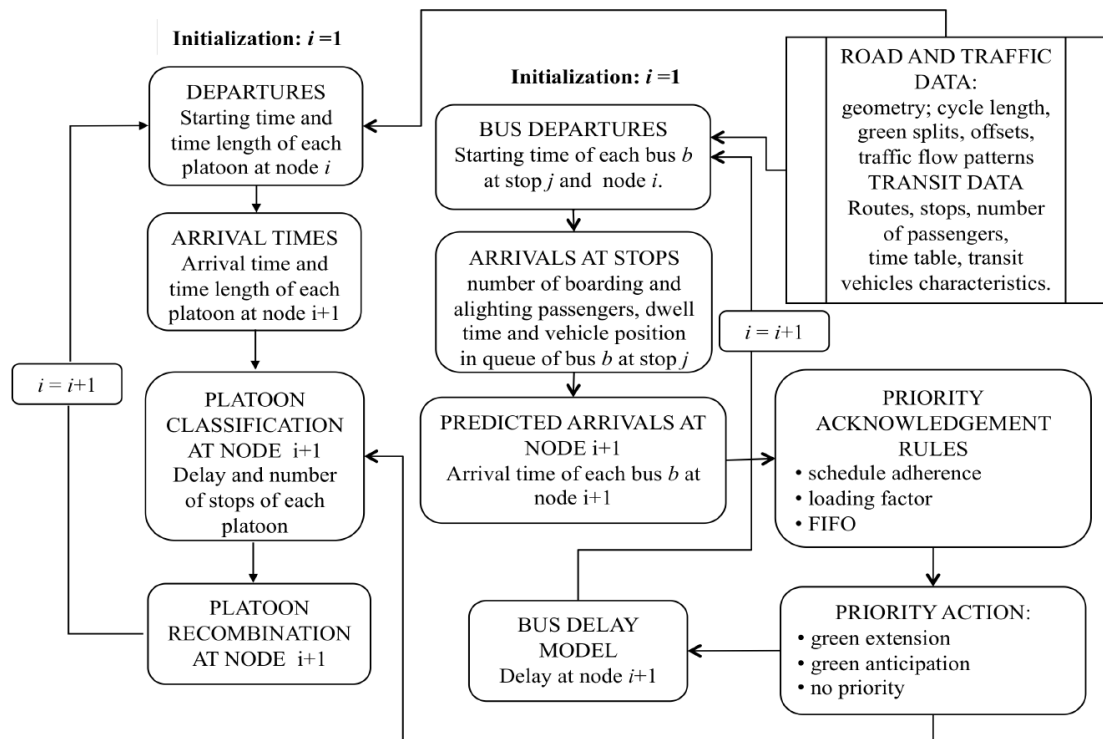 Initialization: i =1
DEPARTURES
Starting time and
time length of each
platoon at node i
ARRIVAL TIMES
Arrival time and
time length of each
platoon at node i+1
i = i+1
PLATOON
CLASSIFICATION
AT NODE i+1
Delay and number
of stops of each
platoon
PLATOON
RECOMBINATION
AT NODE i+1
Initialization: i =1
BUS DEPARTURES
Starting time of each bus b
at stop j and node i.
ARRIVALS AT STOPS
number of boarding and
alighting passengers, dwell
time and vehicle position
in queue of bus b at stop j
i = i+1
PREDICTED ARRIVALS AT
NODE i+1
Arrival time of each bus b at
node i+1
BUS DELAY
MODEL
Delay at node i+1
ROAD AND TRAFFIC
DATA:
geometry; cycle length,
green splits, offsets,
traffic flow patterns
TRANSIT DATA
Routes, stops, number
of passengers,
time table, transit
vehicles characteristics.
PRIORITY
ACKNOWLEDGEMENT
RULES
• schedule adherence
• loading factor
• FIFO
PRIORITY ACTION:
• green extension
• green anticipation
• no priority